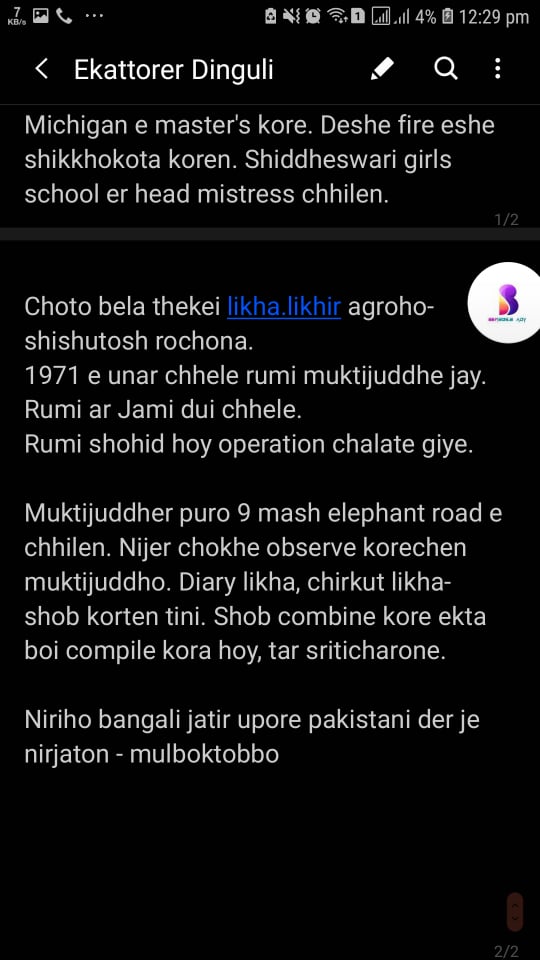 7
KB/s
1
4%
12:29 pm
Ekattorer Dinguli
Michigan e master's kore. Deshe fire eshe
shikkhokota koren. Shiddheswari girls
school er head mistress chhilen.
1/2
Choto bela thekei likha.likhir agroho-
shishutosh rochona.
1971 e unar chhele rumi muktijuddhe jay.
Rumi ar Jami dui chhele.
Rumi shohid hoy operation chalate giye.
Muktijuddher puro 9 mash elephant road e
chhilen. Nijer chokhe observe korechen
muktijuddho. Diary likha, chirkut likha-
shob korten tini. Shob combine kore ekta
boi compile kora hoy, tar sriticharone.
Niriho bangali jatir upore pakistani der je
nirjaton - mulboktobbo
2/2